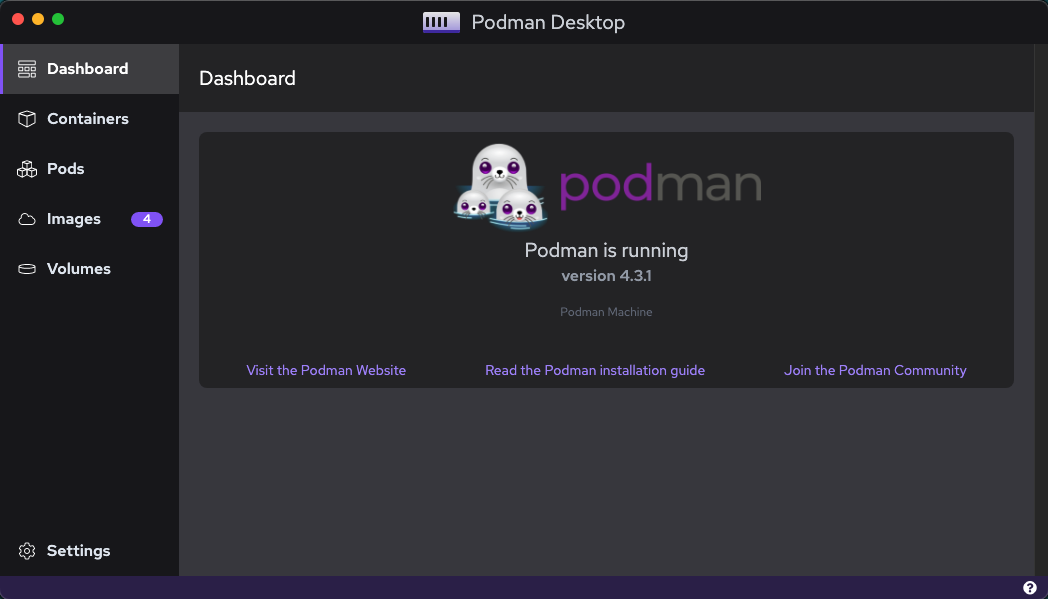 Podman Desktop
Dashboard
Containers
Pods
Images 4
Volumes
Settings
Dashboard
podman
Podman is running
version 4.3.1
Podman Machine
Visit the Podman Website Read the Podman installation guide Join the Podman Community
?